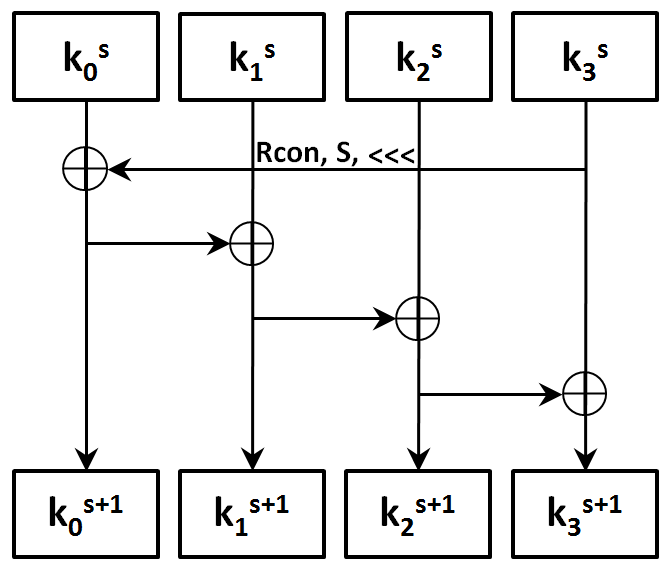 k₀ˢ k₁ˢ k₂ˢ k₃ˢ
Rcon, S, <<<
k₀ˢ⁺¹ k₁ˢ⁺¹ k₂ˢ⁺¹ k₃ˢ⁺¹